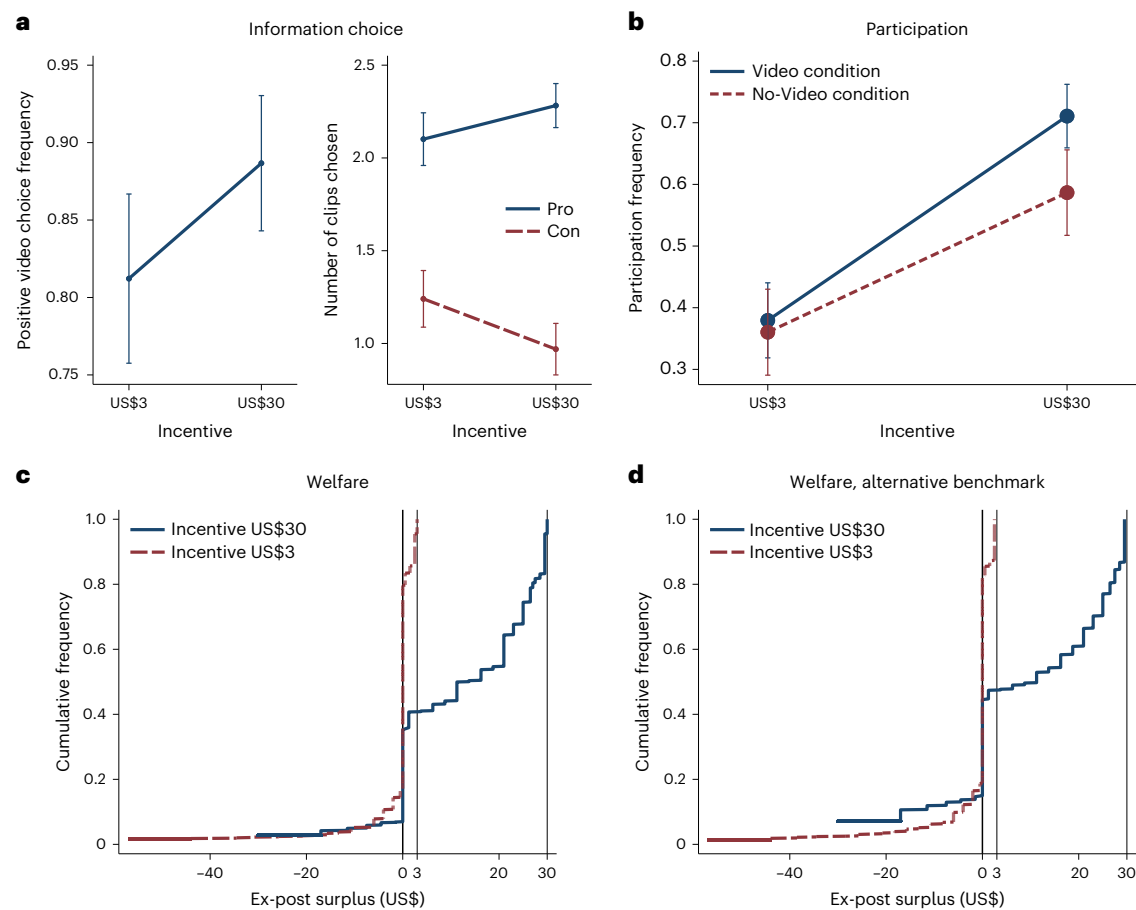 a
Information choice
0.95
0.90
0.85
0.80
0.75
Positive video choice frequency
US$3
US$30
Incentive
2.5
2.0
1.5
1.0
Number of clips chosen
Pro
Con
US$3
US$30
Incentive
b
Participation
0.8
0.7
0.6
0.5
0.4
0.3
Participation frequency
Video condition
No-Video condition
US$3
US$30
Incentive
c
Welfare
1.0
0.8
0.6
0.4
0.2
0
Cumulative frequency
Incentive US$30
Incentive US$3
–40
–20
0
3
20
30
Ex-post surplus (US$)
d
Welfare, alternative benchmark
1.0
0.8
0.6
0.4
0.2
0
Cumulative frequency
Incentive US$30
Incentive US$3
–40
–20
0
3
20
30
Ex-post surplus (US$)